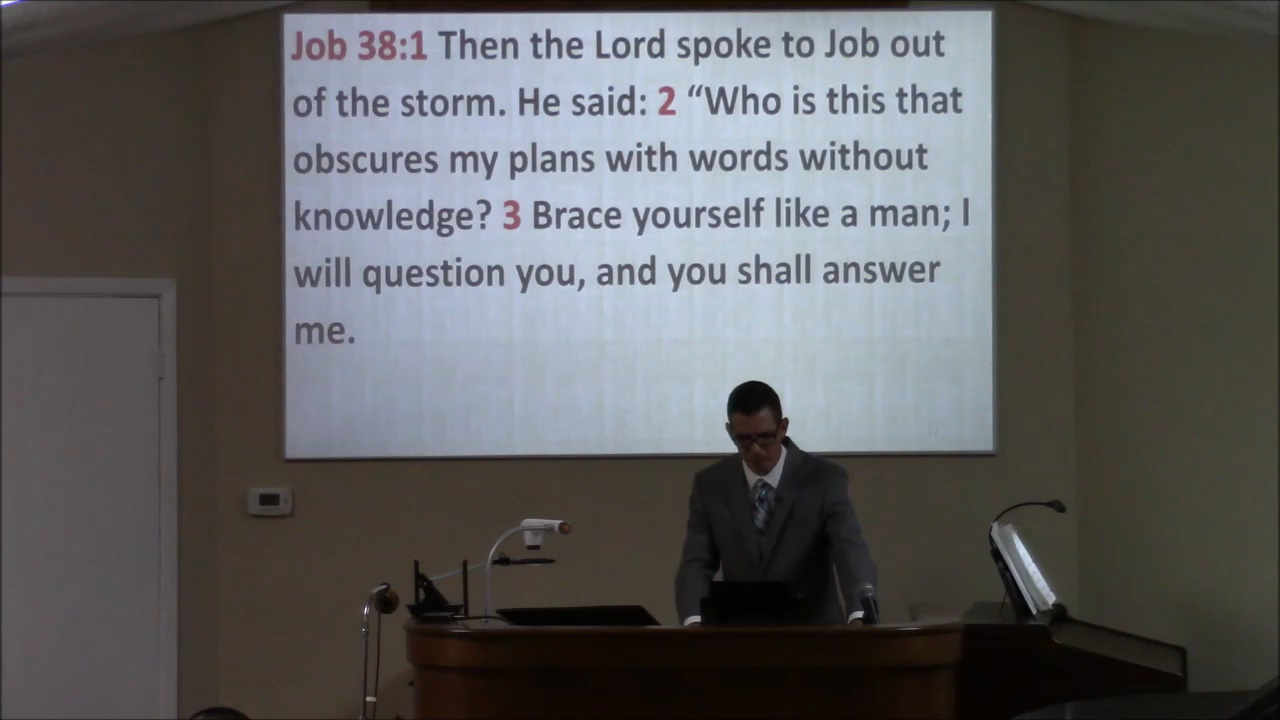 Job 38:1 Then the Lord spoke to Job out
of the storm. He said: 2 “Who is this that
obscures my plans with words without
knowledge? 3 Brace yourself like a man; I
will question you, and you shall answer
me.